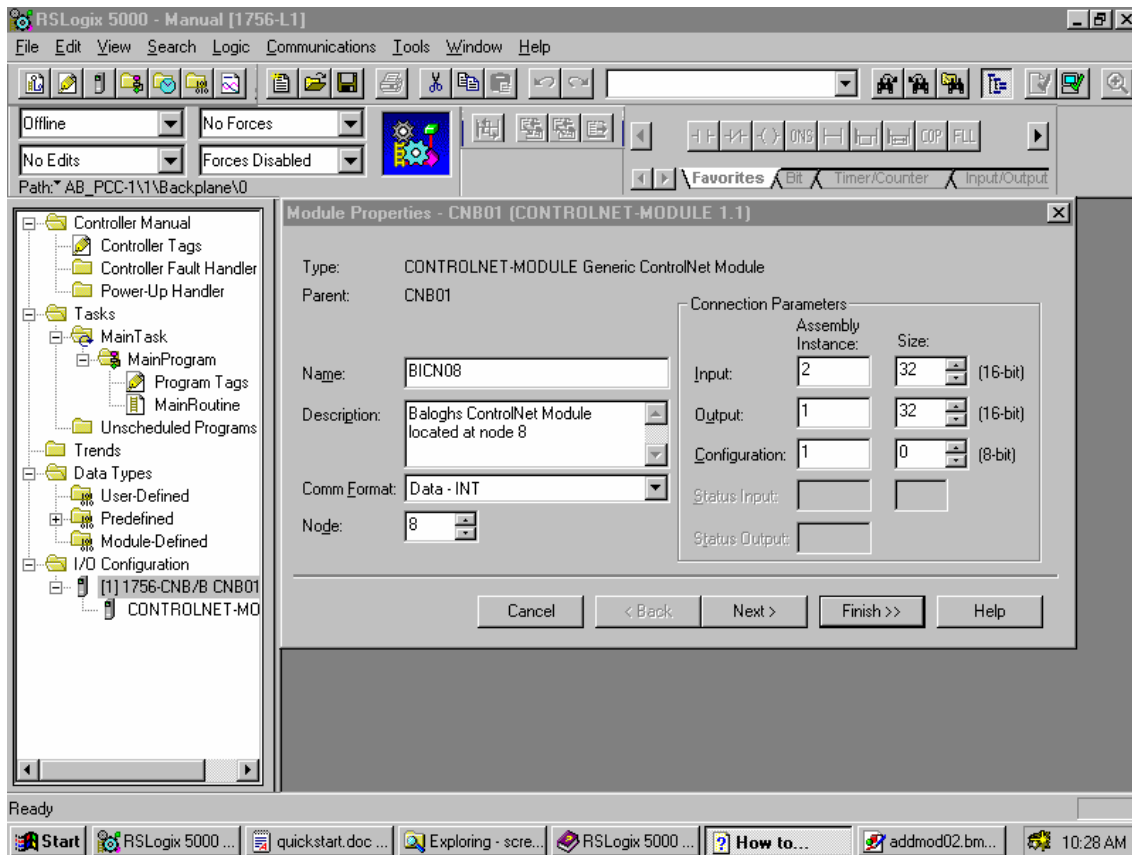 RSLogix 5000 - Manual [1756-L1]
File Edit View Search Logic Communications Tools Window Help
Offline
No Forces
No Edits
Forces Disabled
ONS
COP
FLL
Path:* AB_PCC-1\1\Backplane\0
Favorites Bit Timer/Counter Input/Output
Controller Manual
Controller Tags
Controller Fault Handler
Power-Up Handler
Tasks
MainTask
MainProgram
Program Tags
MainRoutine
Unscheduled Programs
Trends
Data Types
User-Defined
Predefined
Module-Defined
I/O Configuration
[1] 1756-CNB/B CNB01
CONTROLNET-MO
Module Properties - CNB01 (CONTROLNET-MODULE 1.1)
Type: CONTROLNET-MODULE Generic ControlNet Module
Parent: CNB01
Name: BICN08
Description: Baloghs ControlNet Module
located at node 8
Comm Format: Data - INT
Node: 8
Connection Parameters
Assembly
Instance: Size:
Input: 2 32 (16-bit)
Output: 1 32 (16-bit)
Configuration: 1 0 (8-bit)
Status Input:
Status Output:
Cancel < Back Next > Finish >> Help
Ready
Start RSLogix 5000 ... quickstart.doc ... Exploring - scre... RSLogix 5000 ... How to... addmod02.bm... 10:28 AM